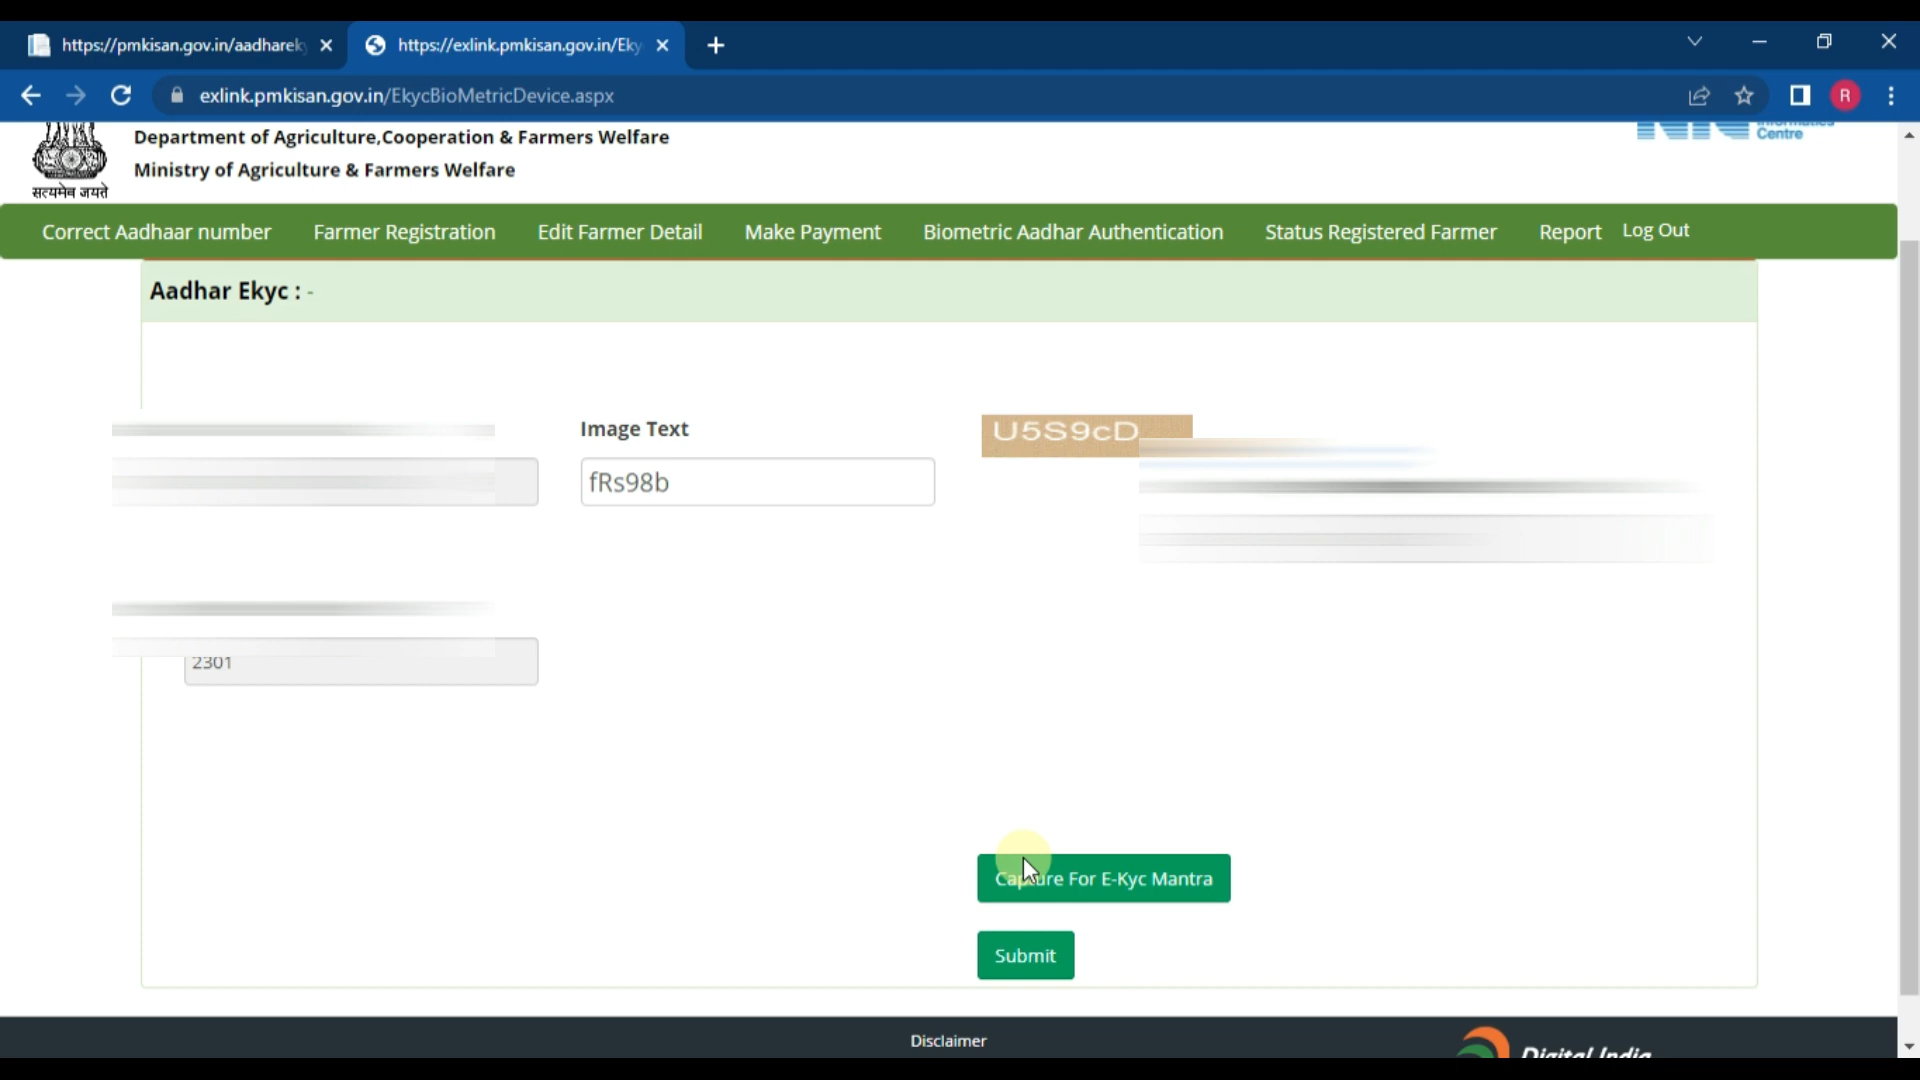 https://pmkisan.gov.in/aadharek
https://exlink.pmkisan.gov.in/Eky
exlink.pmkisan.gov.in/EkycBioMetricDevice.aspx
R
Department of Agriculture,Cooperation & Farmers Welfare
Ministry of Agriculture & Farmers Welfare
सत्यमेव जयते
Centre
Correct Aadhaar number Farmer Registration Edit Farmer Detail Make Payment Biometric Aadhar Authentication Status Registered Farmer Report Log Out
Aadhar Ekyc : -
Image Text
U5S9cD
fRs98b
2301
Capture For E-Kyc Mantra
Submit
Disclaimer
Digital India